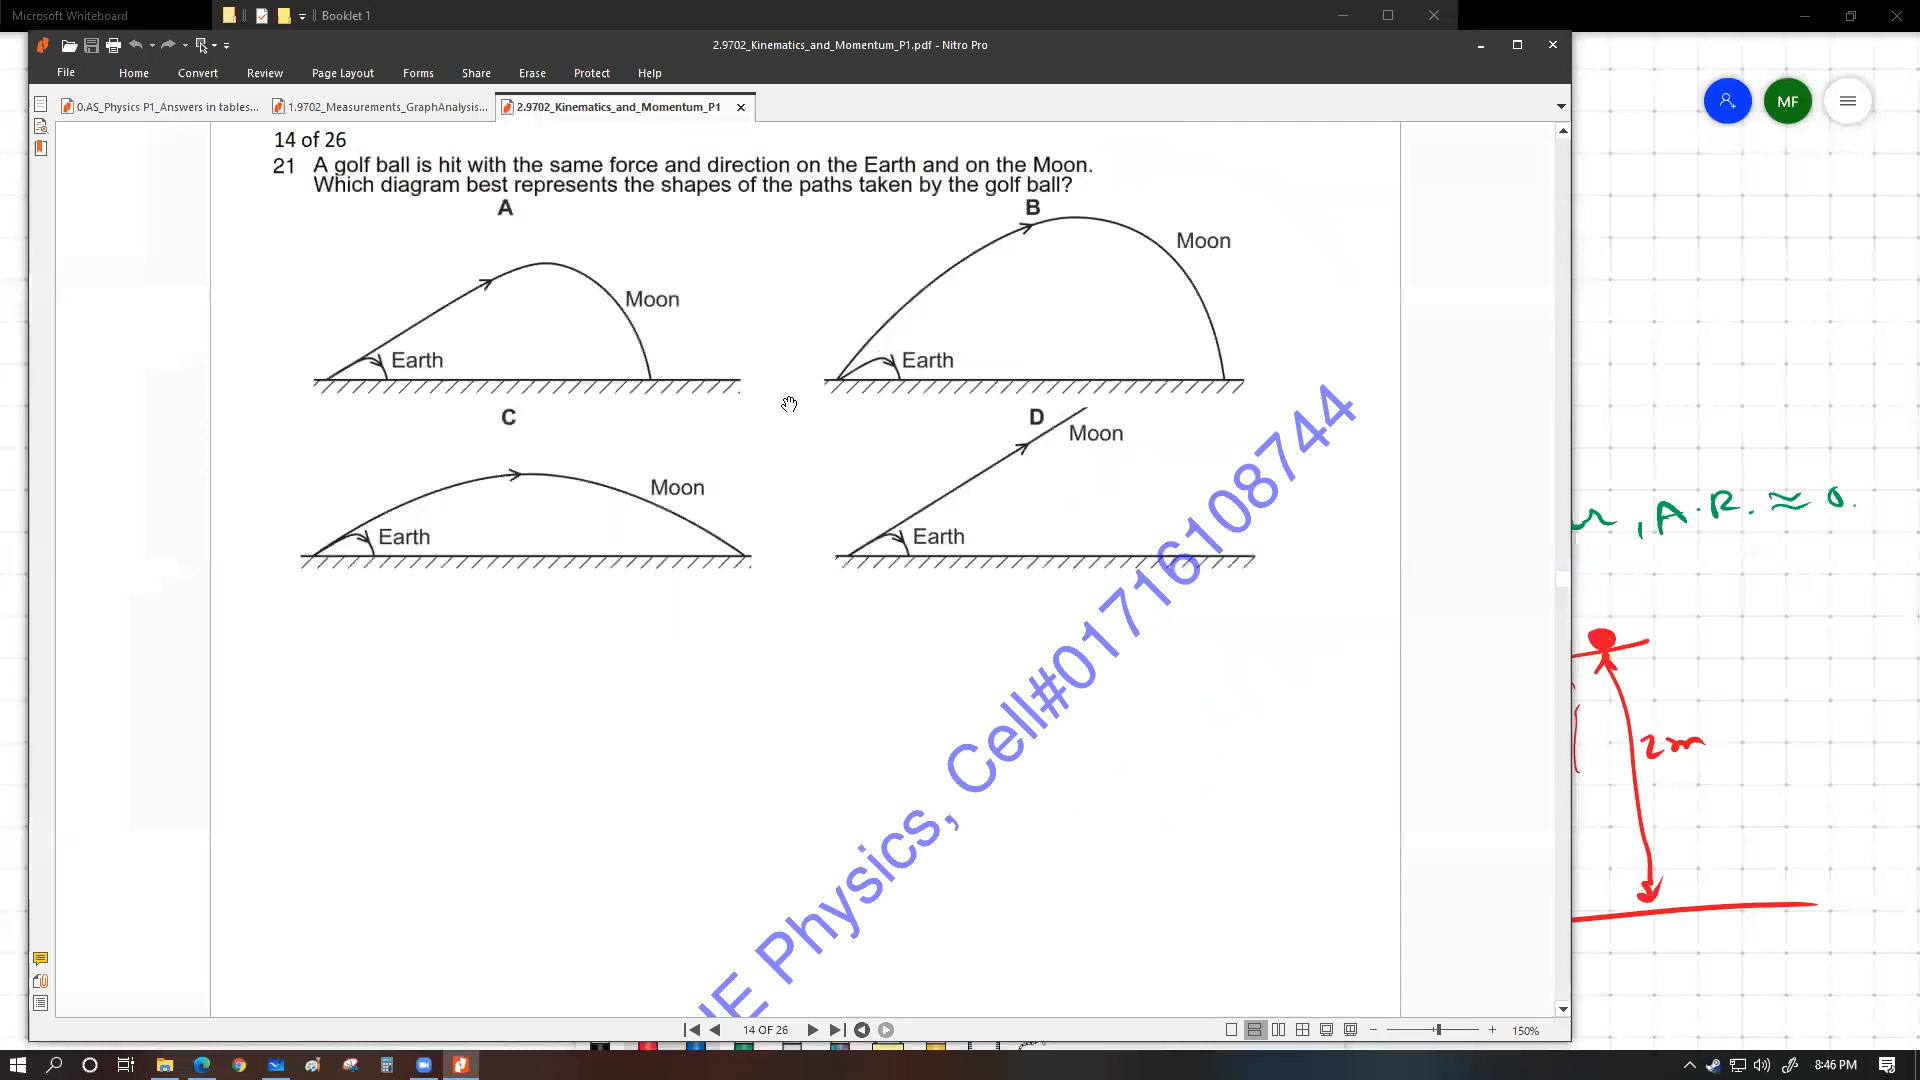 Microsoft Whiteboard
Booklet 1
2.9702_Kinematics_and_Momentum_P1.pdf - Nitro Pro
File Home Convert Review Page Layout Forms Share Erase Protect Help
0.AS_Physics P1_Answers in tables... 1.9702_Measurements_GraphAnalysis... 2.9702_Kinematics_and_Momentum_P1
MF
14 of 26
21 A golf ball is hit with the same force and direction on the Earth and on the Moon.
Which diagram best represents the shapes of the paths taken by the golf ball?
A
Moon
Earth
B
Moon
Earth
C
Moon
Earth
D
Moon
Earth
IE Physics, Cell#01716108744
, A.R. ≈ 0.
2m
14 OF 26
150%
8:46 PM